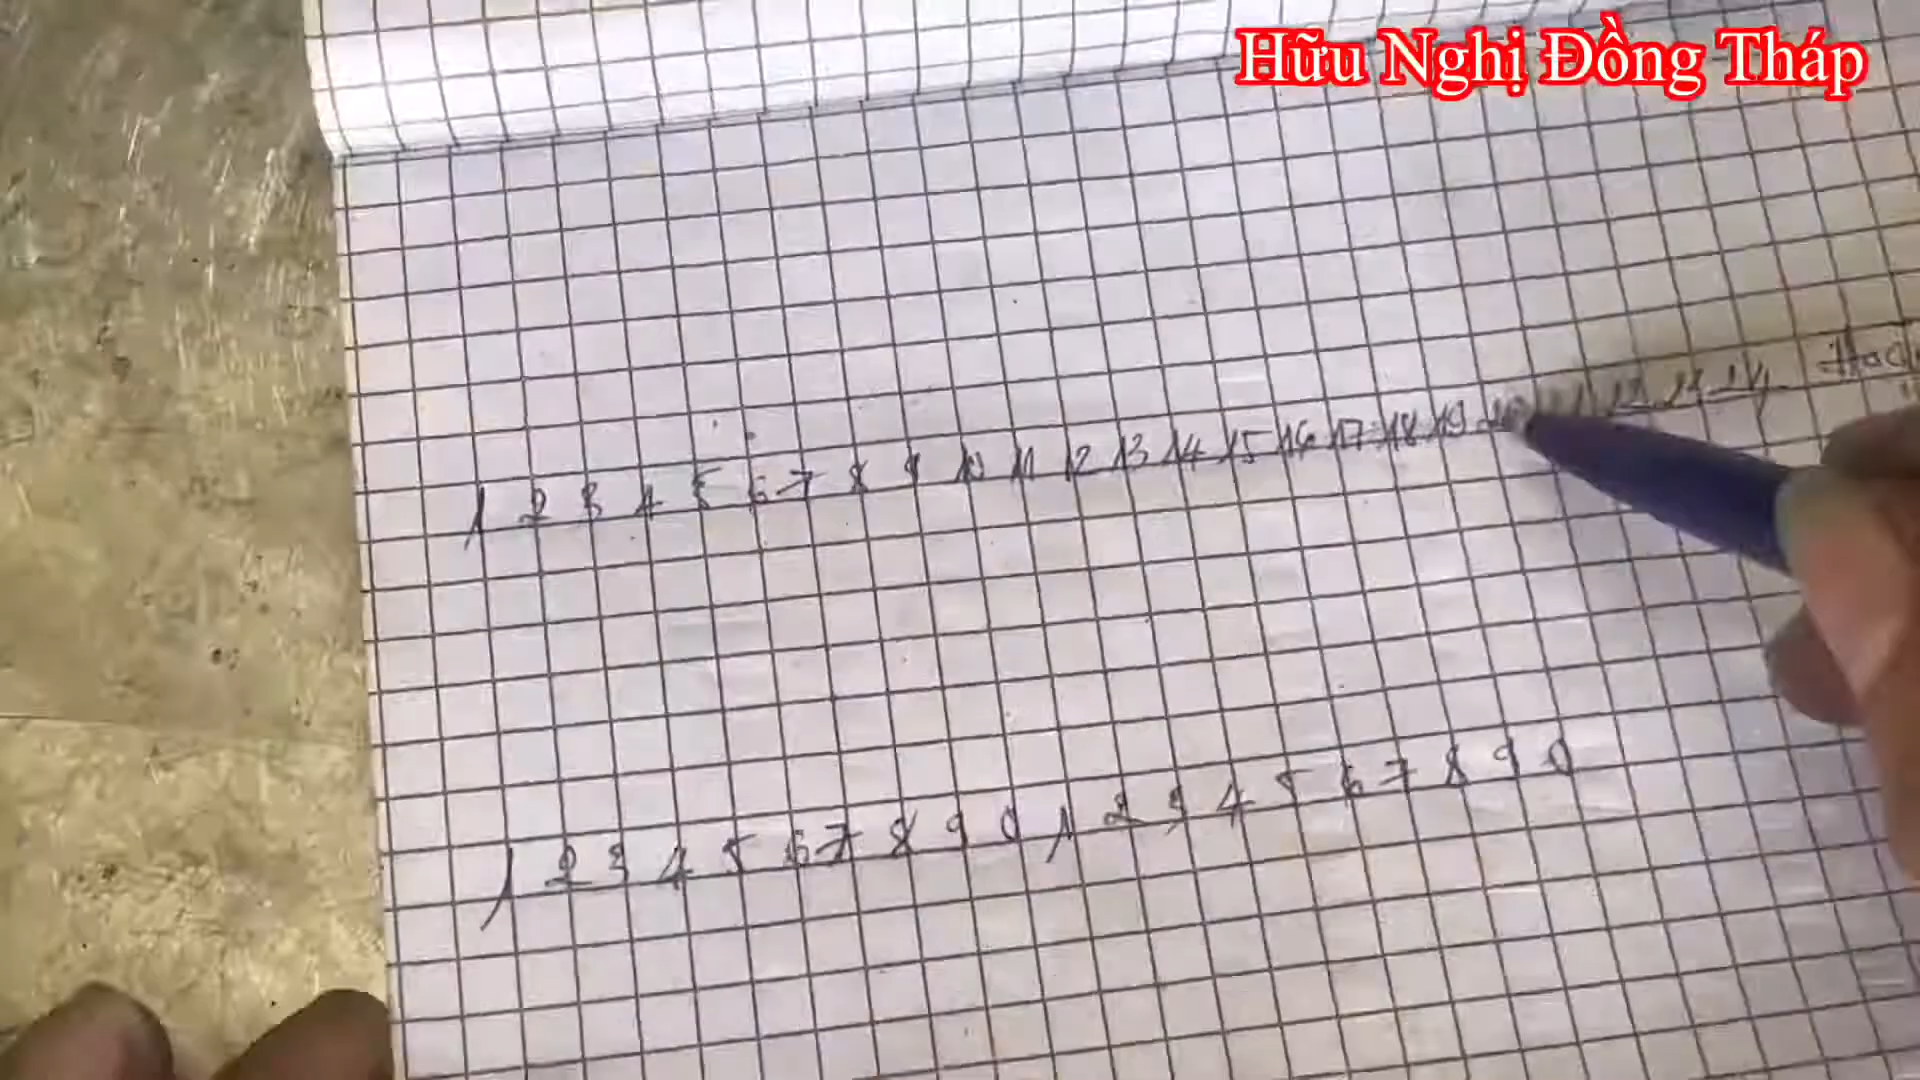 Hữu Nghị Đồng Tháp
1 2 3 4 5 6 7 8 9 10 11 12 13 14 15 16 17 18 19 20
1 2 3 4 5 6 7 8 9 0 1 2 3 4 5 6 7 8 9 0